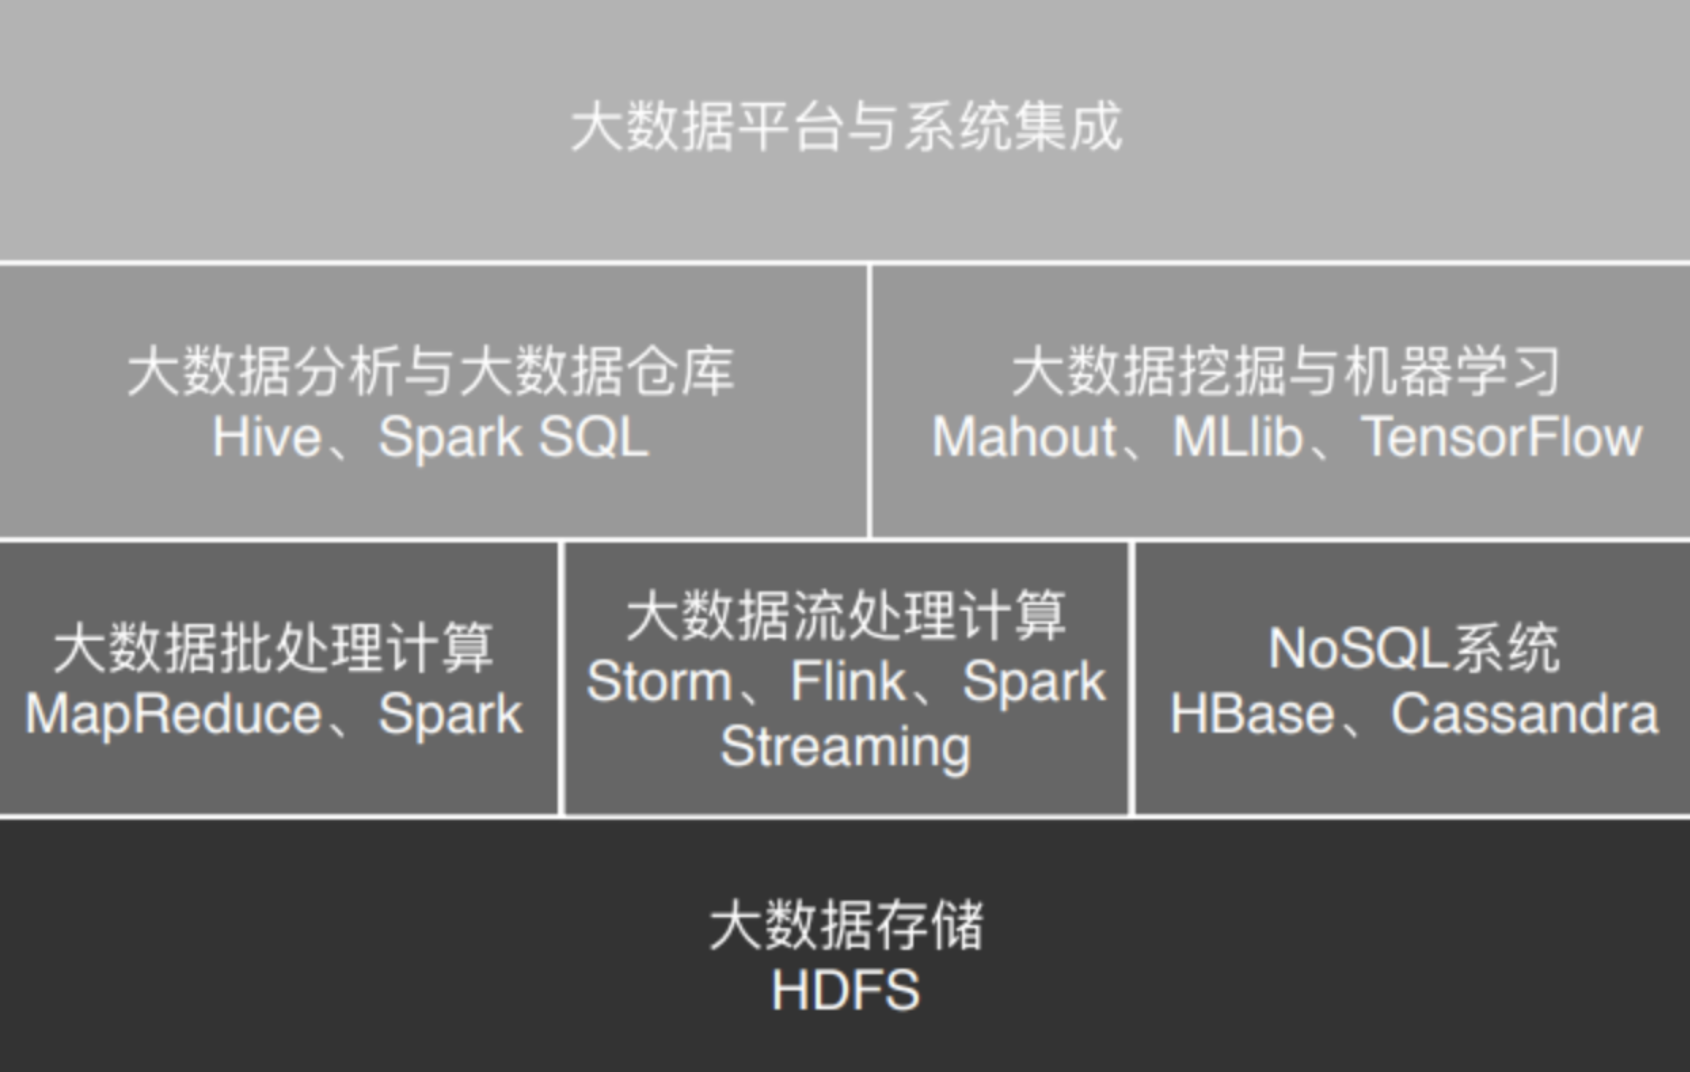 大数据平台与系统集成
大数据分析与大数据仓库
Hive、Spark SQL
大数据挖掘与机器学习
Mahout、MLlib、TensorFlow
大数据批处理计算
MapReduce、Spark
大数据流处理计算
Storm、Flink、Spark
Streaming
NoSQL系统
HBase、Cassandra
大数据存储
HDFS